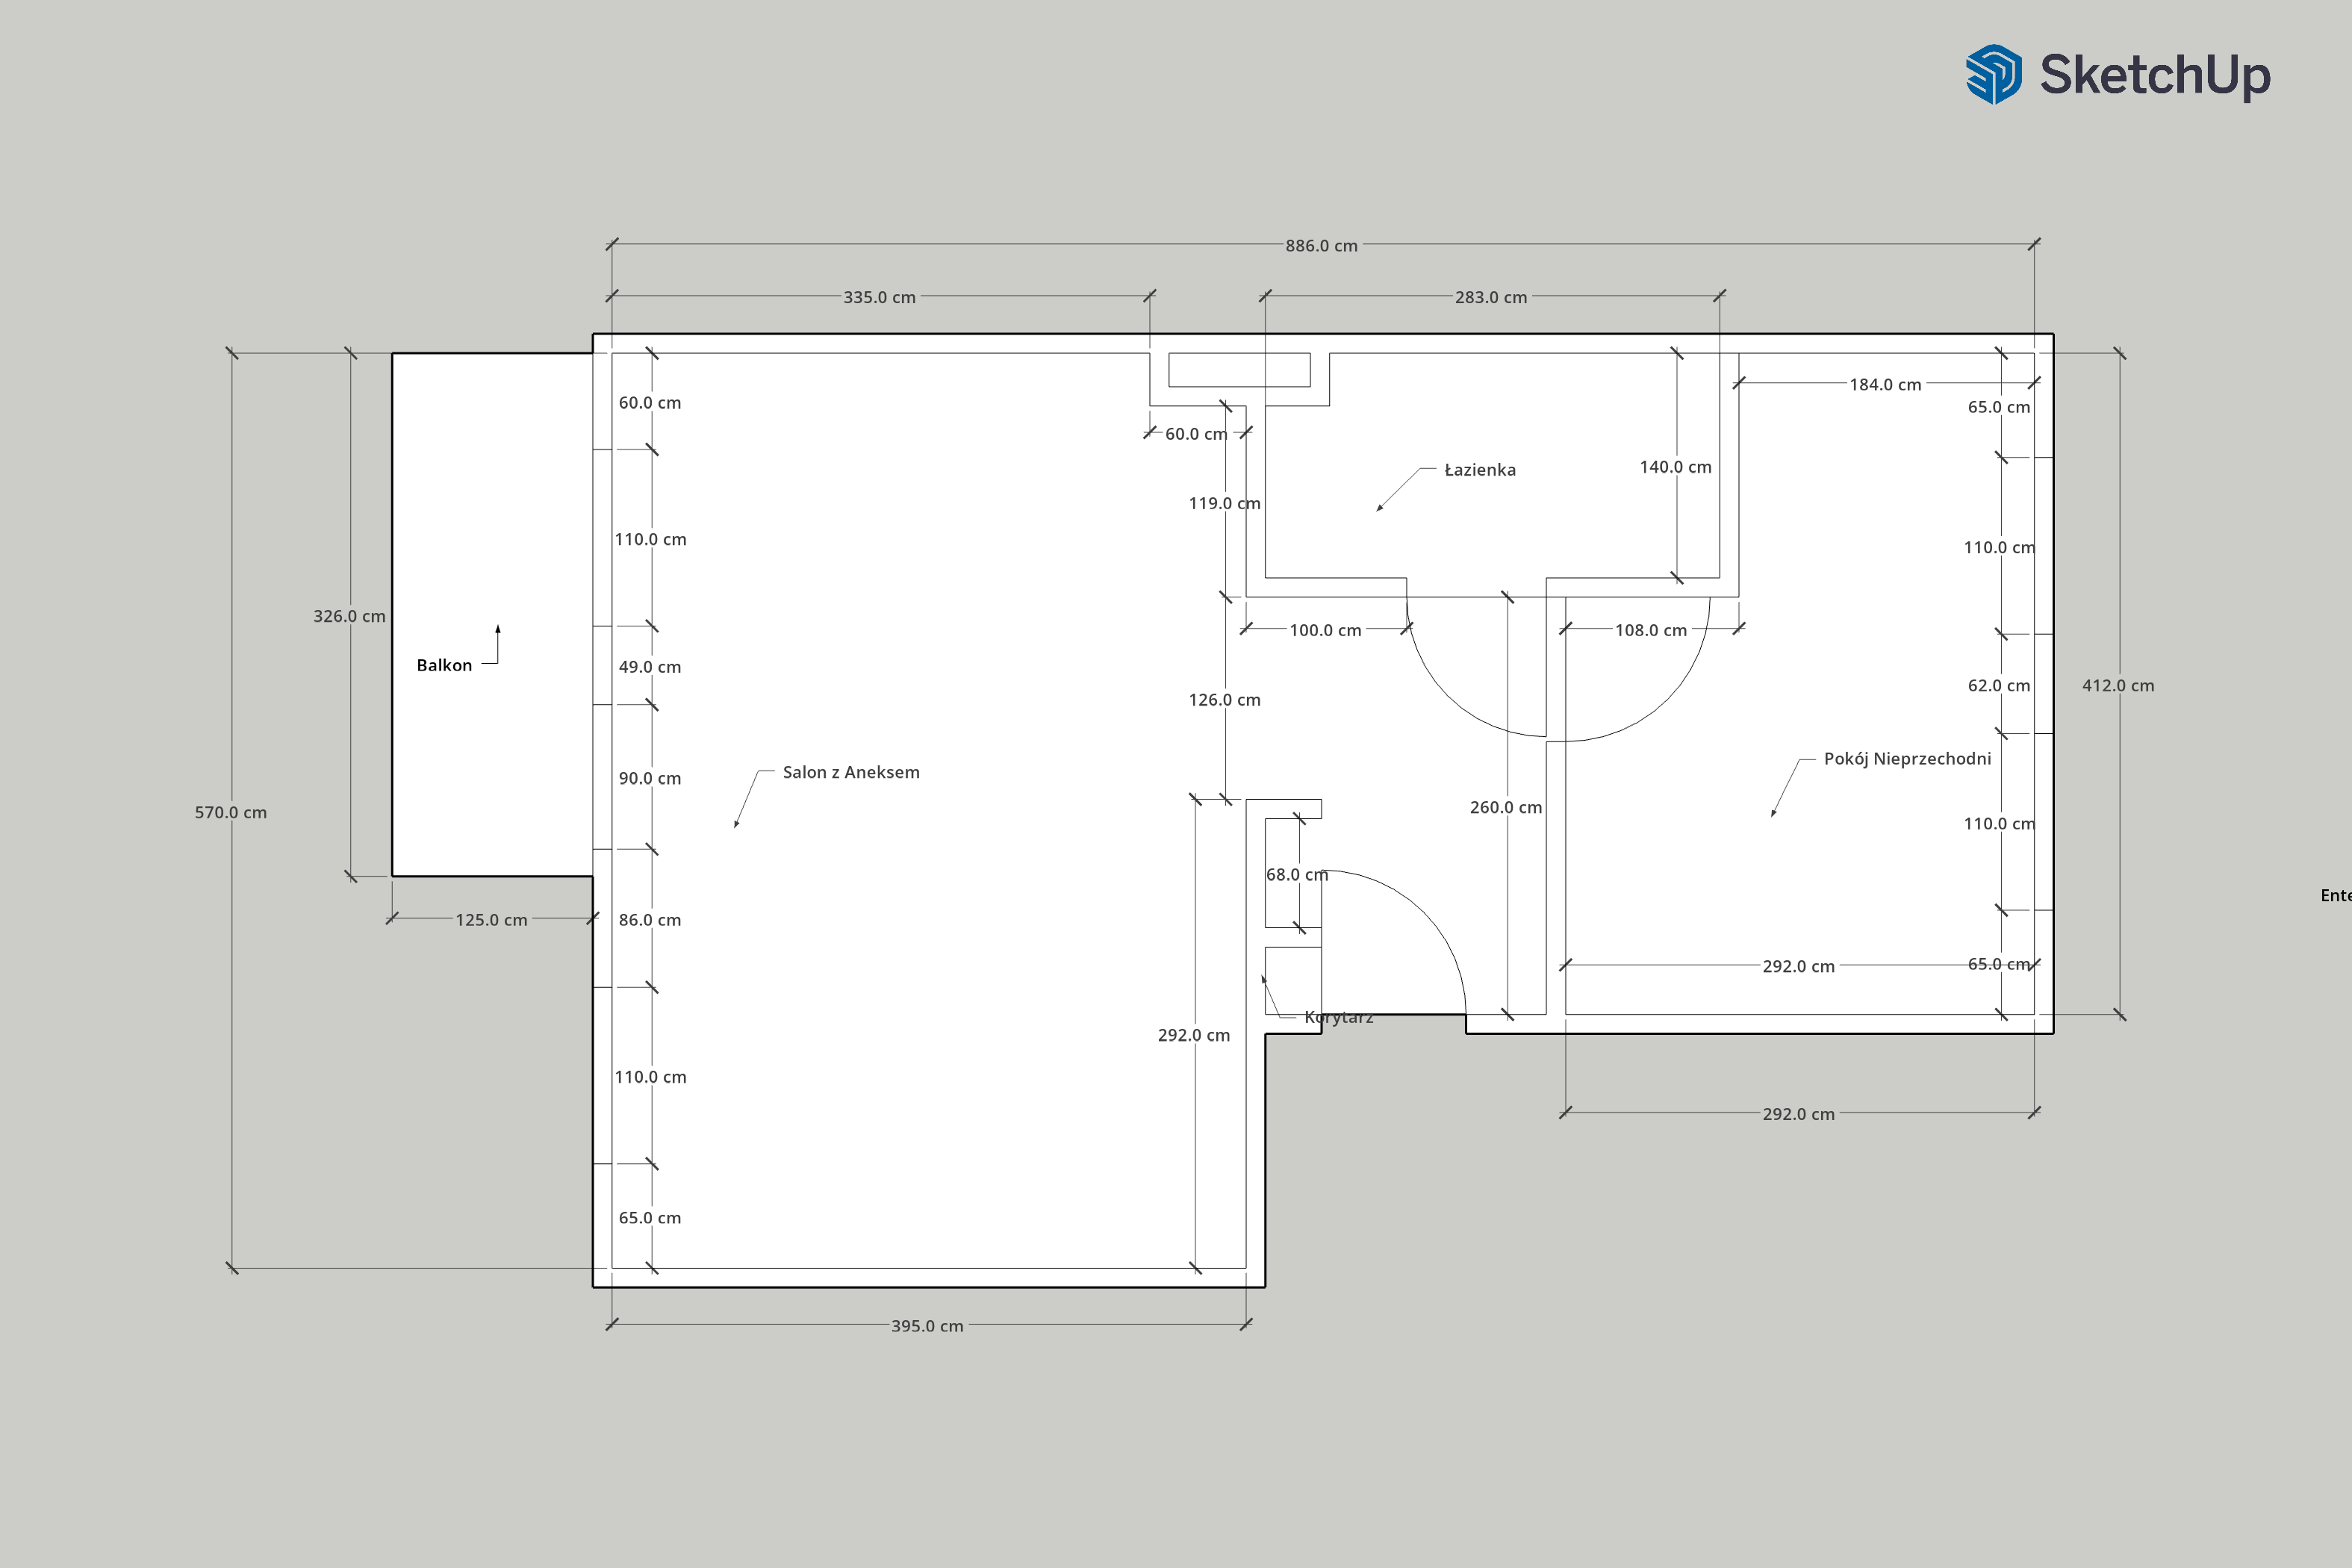 SketchUp
886.0 cm
335.0 cm
283.0 cm
184.0 cm
60.0 cm
65.0 cm
60.0 cm
140.0 cm
Łazienka
119.0 cm
110.0 cm
110.0 cm
326.0 cm
100.0 cm
108.0 cm
Balkon
49.0 cm
62.0 cm
412.0 cm
126.0 cm
Pokój Nieprzechodni
Salon z Aneksem
90.0 cm
260.0 cm
570.0 cm
110.0 cm
68.0 cm
Ente
125.0 cm
86.0 cm
292.0 cm
65.0 cm
Korytarz
292.0 cm
110.0 cm
292.0 cm
65.0 cm
395.0 cm